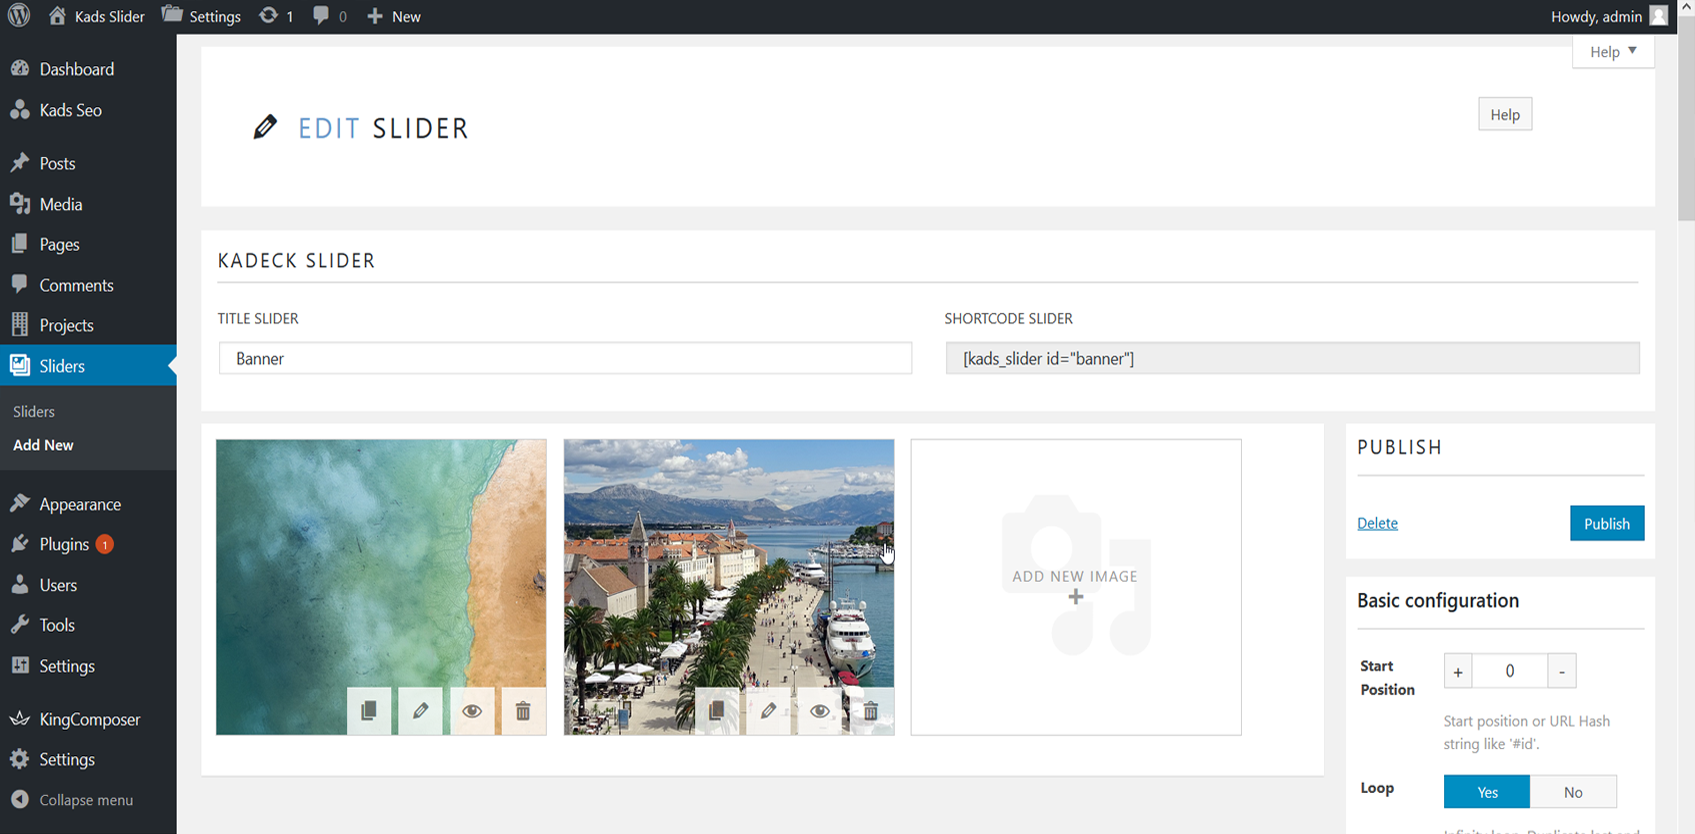 Kads Slider Settings 1 0 New Howdy, admin
Help
Dashboard
Kads Seo
Posts
Media
Pages
Comments
Projects
Sliders
Sliders
Add New
Appearance
Plugins 1
Users
Tools
Settings
KingComposer
Settings
Collapse menu
EDIT SLIDER
Help
KADECK SLIDER
TITLE SLIDER
Banner
SHORTCODE SLIDER
[kads_slider id="banner"]
ADD NEW IMAGE
+
PUBLISH
Delete Publish
Basic configuration
Start
Position
+ 0 -
Start position or URL Hash
string like '#id'.
Loop
Yes No